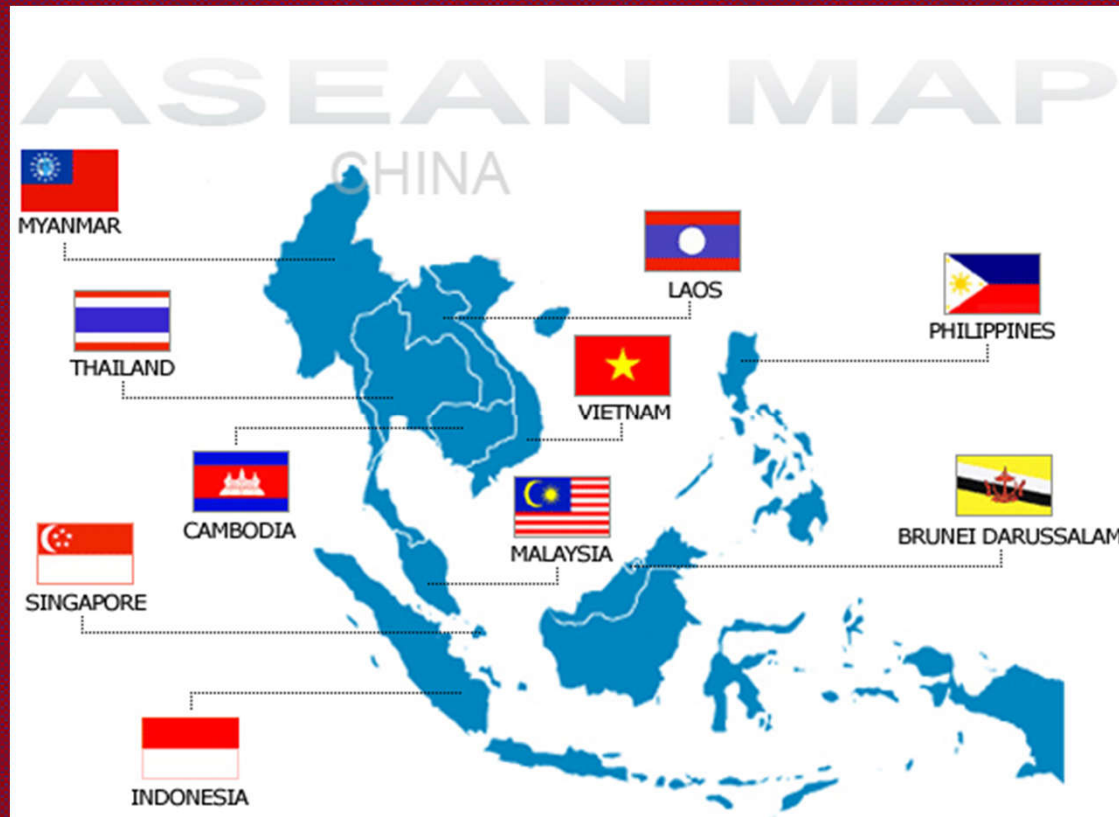 ASEAN MAP
CHINA
MYANMAR
LAOS
PHILIPPINES
THAILAND
VIETNAM
CAMBODIA
MALAYSIA
BRUNEI DARUSSALAM
SINGAPORE
INDONESIA